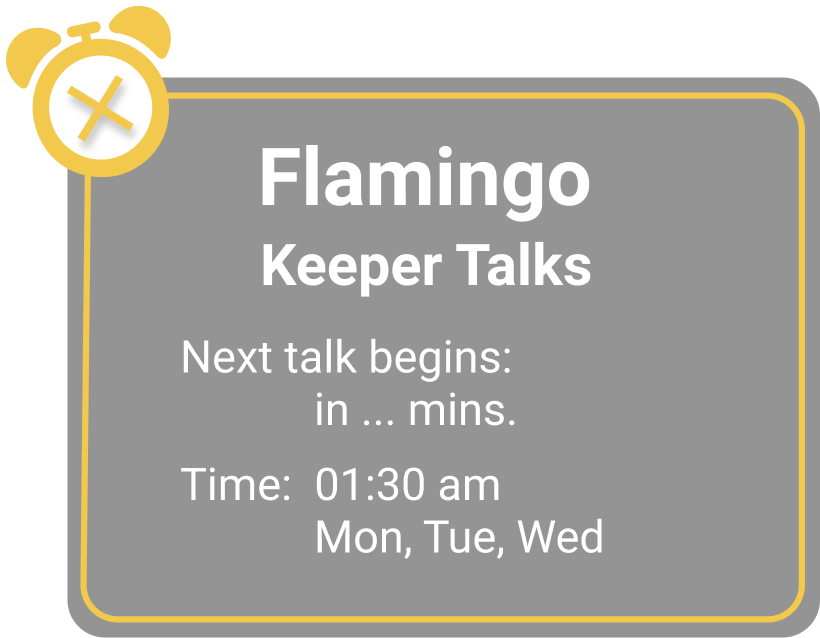 Flamingo
Keeper Talks
Next talk begins:
in ... mins.
Time: 01:30 am
Mon, Tue, Wed